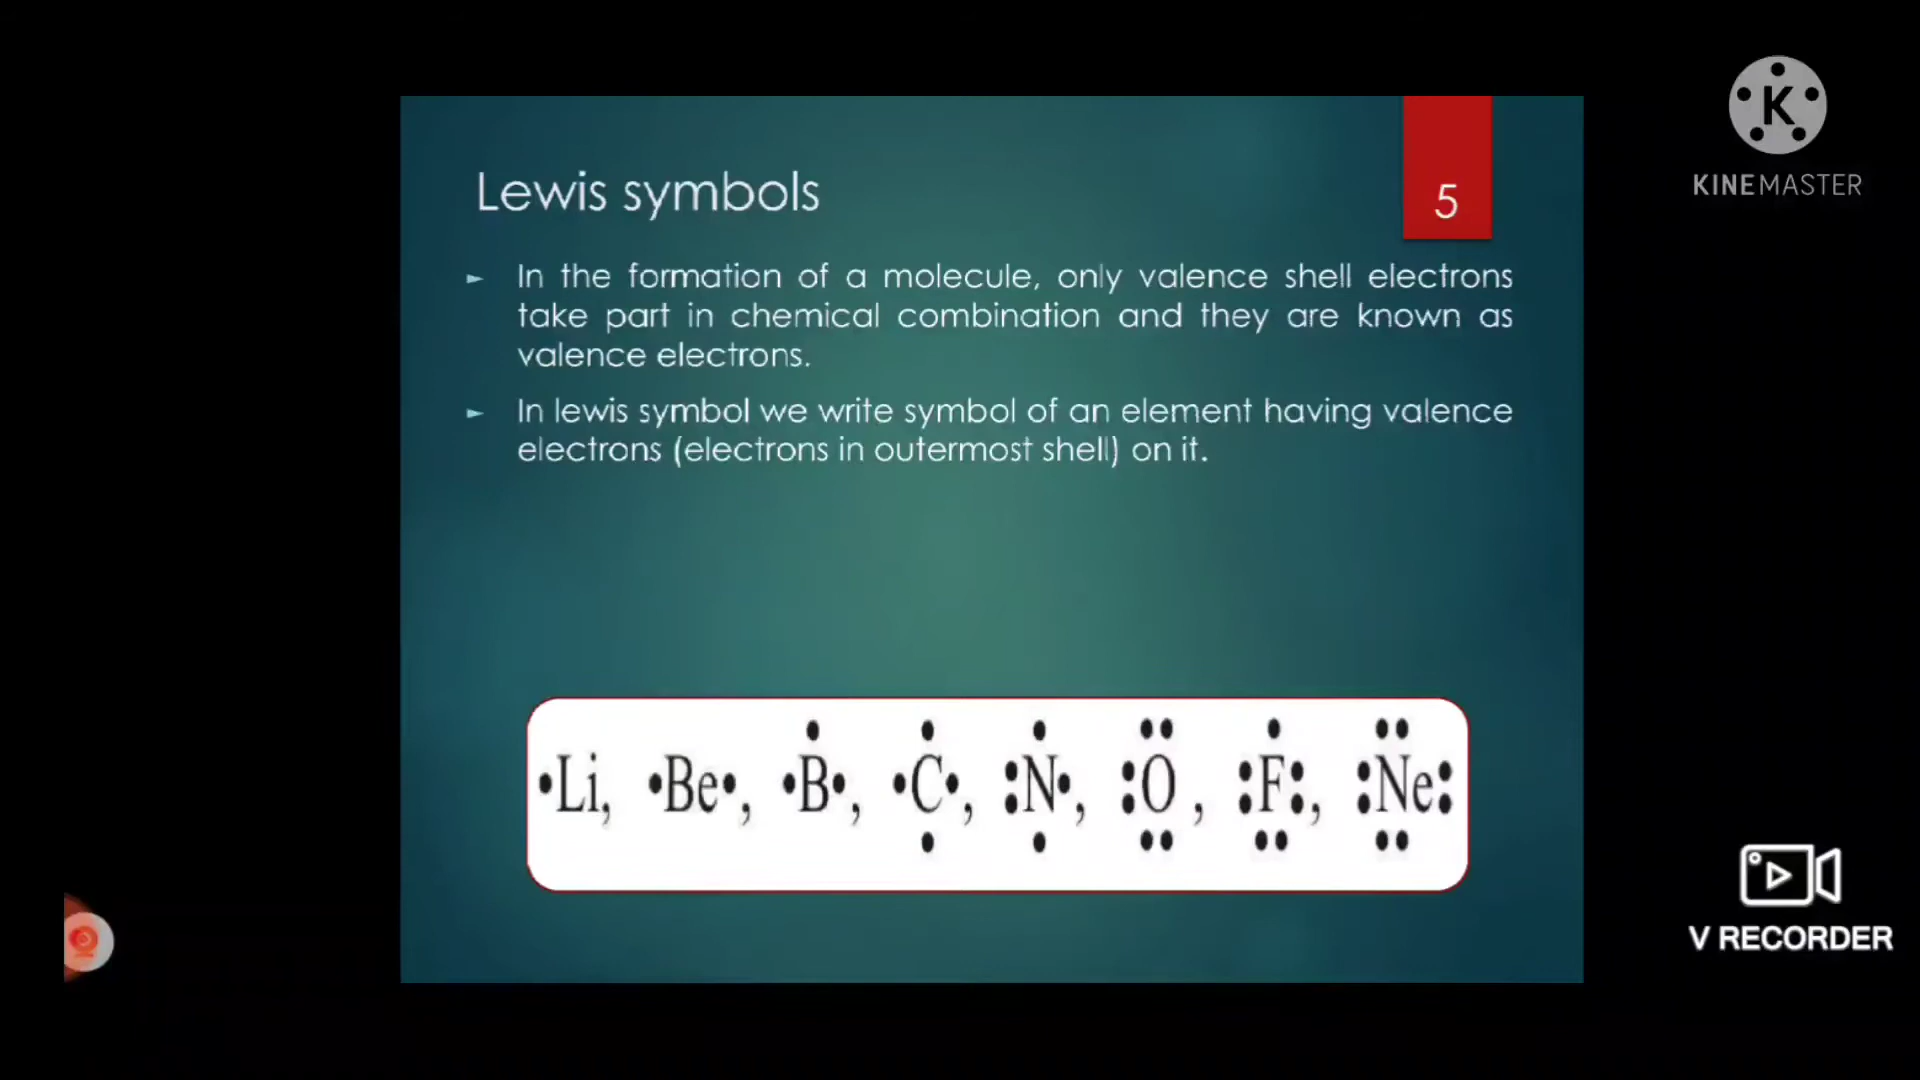 K
KINEMASTER
Lewis symbols
5
► In the formation of a molecule, only valence shell electrons
take part in chemical combination and they are known as
valence electrons.
► In lewis symbol we write symbol of an element having valence
electrons (electrons in outermost shell) on it.
•Li, •Be•, •B•, •C•, :N•, :O , :F:, :Ne:
V RECORDER